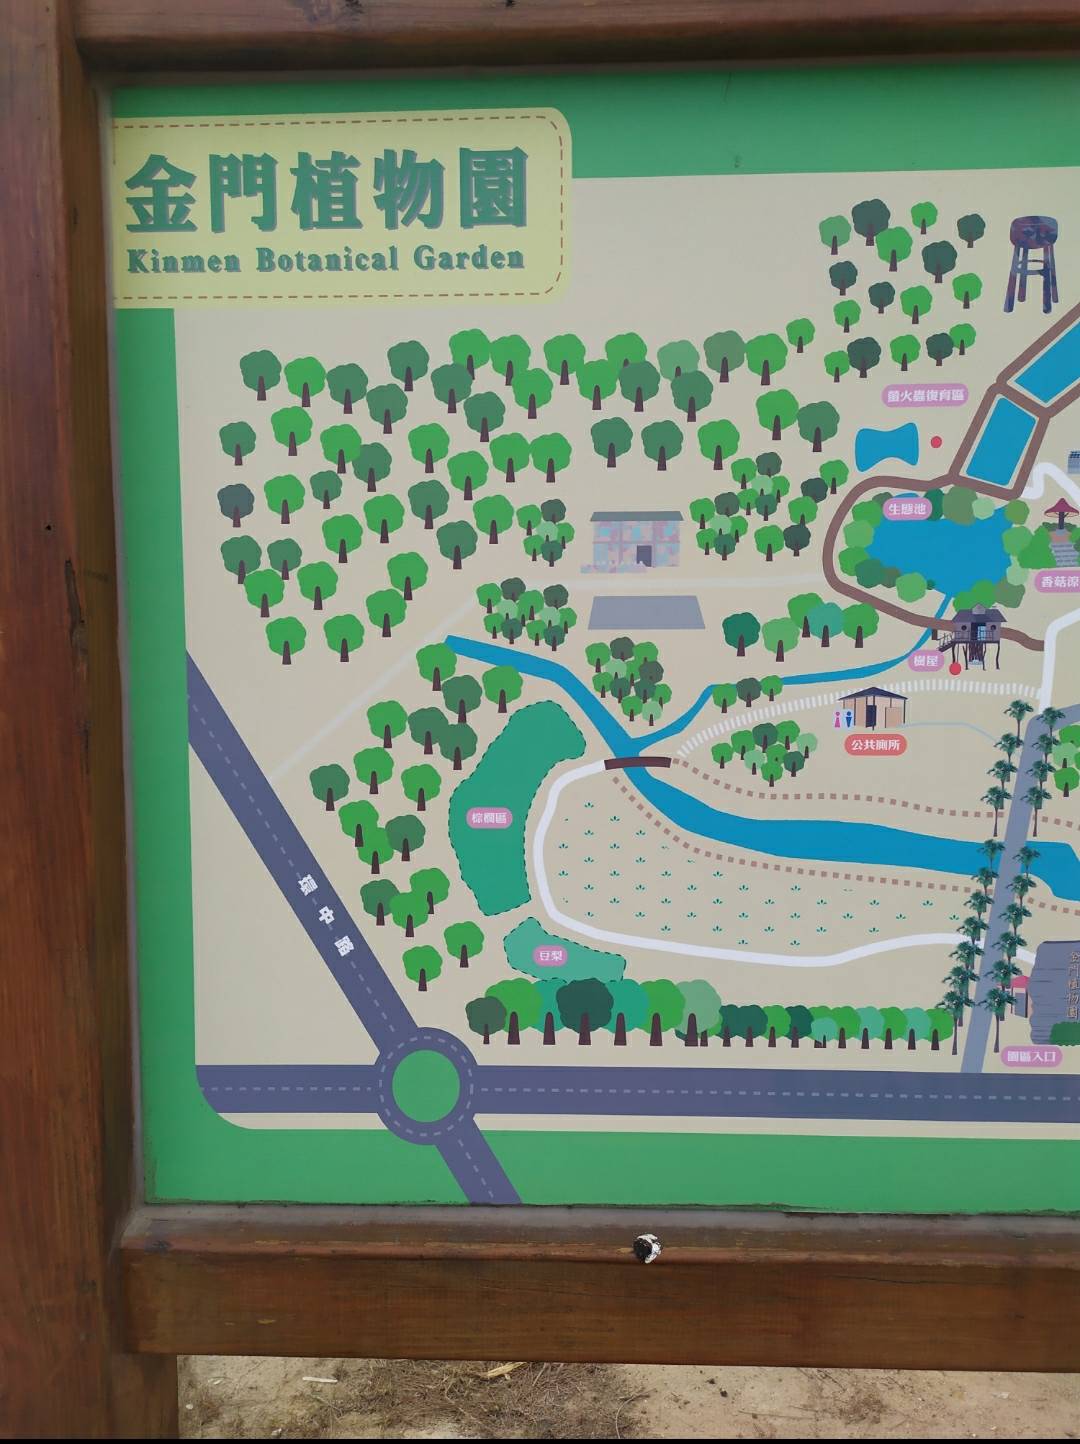 金門植物園
Kinmen Botanical Garden
螢火蟲復育區
生態池
香菇涼
樹屋
公共廁所
棕櫚區
環中路
豆梨
金門植物園
園區入口